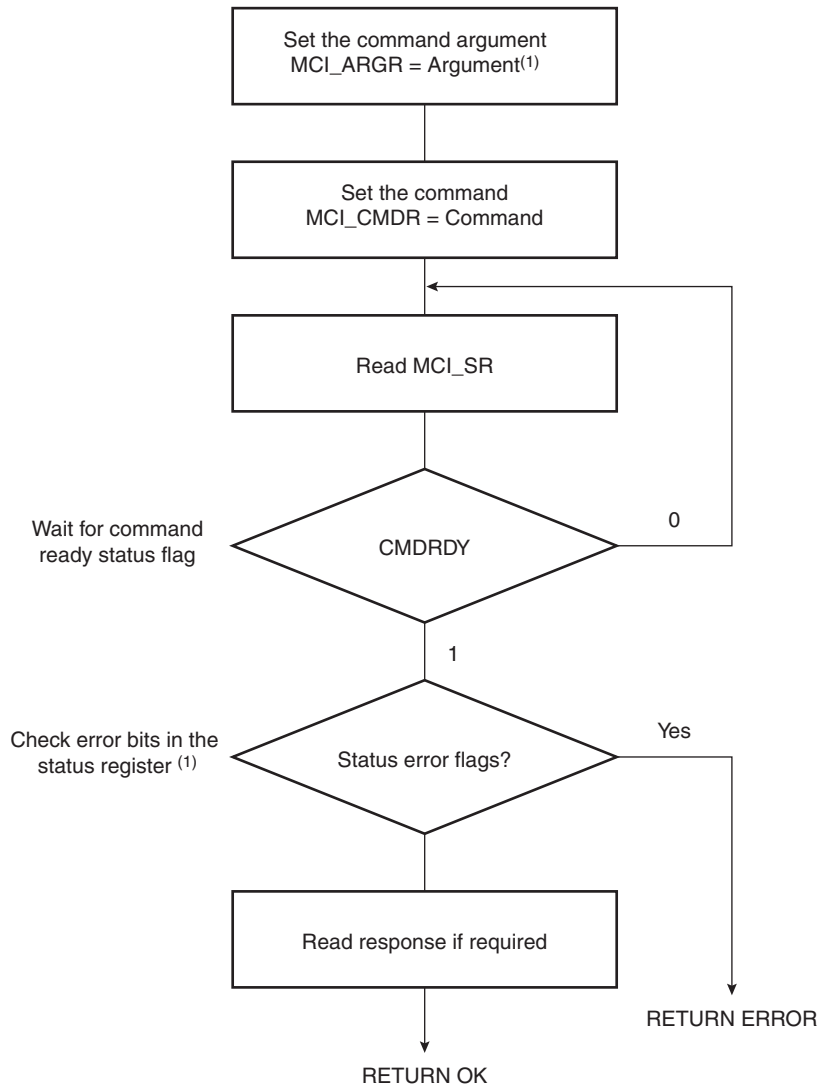 Set the command argument
MCI_ARGR = Argument(1)
Set the command
MCI_CMDR = Command
Read MCI_SR
Wait for command
ready status flag
CMDRDY
0
1
Check error bits in the
status register (1)
Status error flags?
Yes
Read response if required
RETURN ERROR
RETURN OK